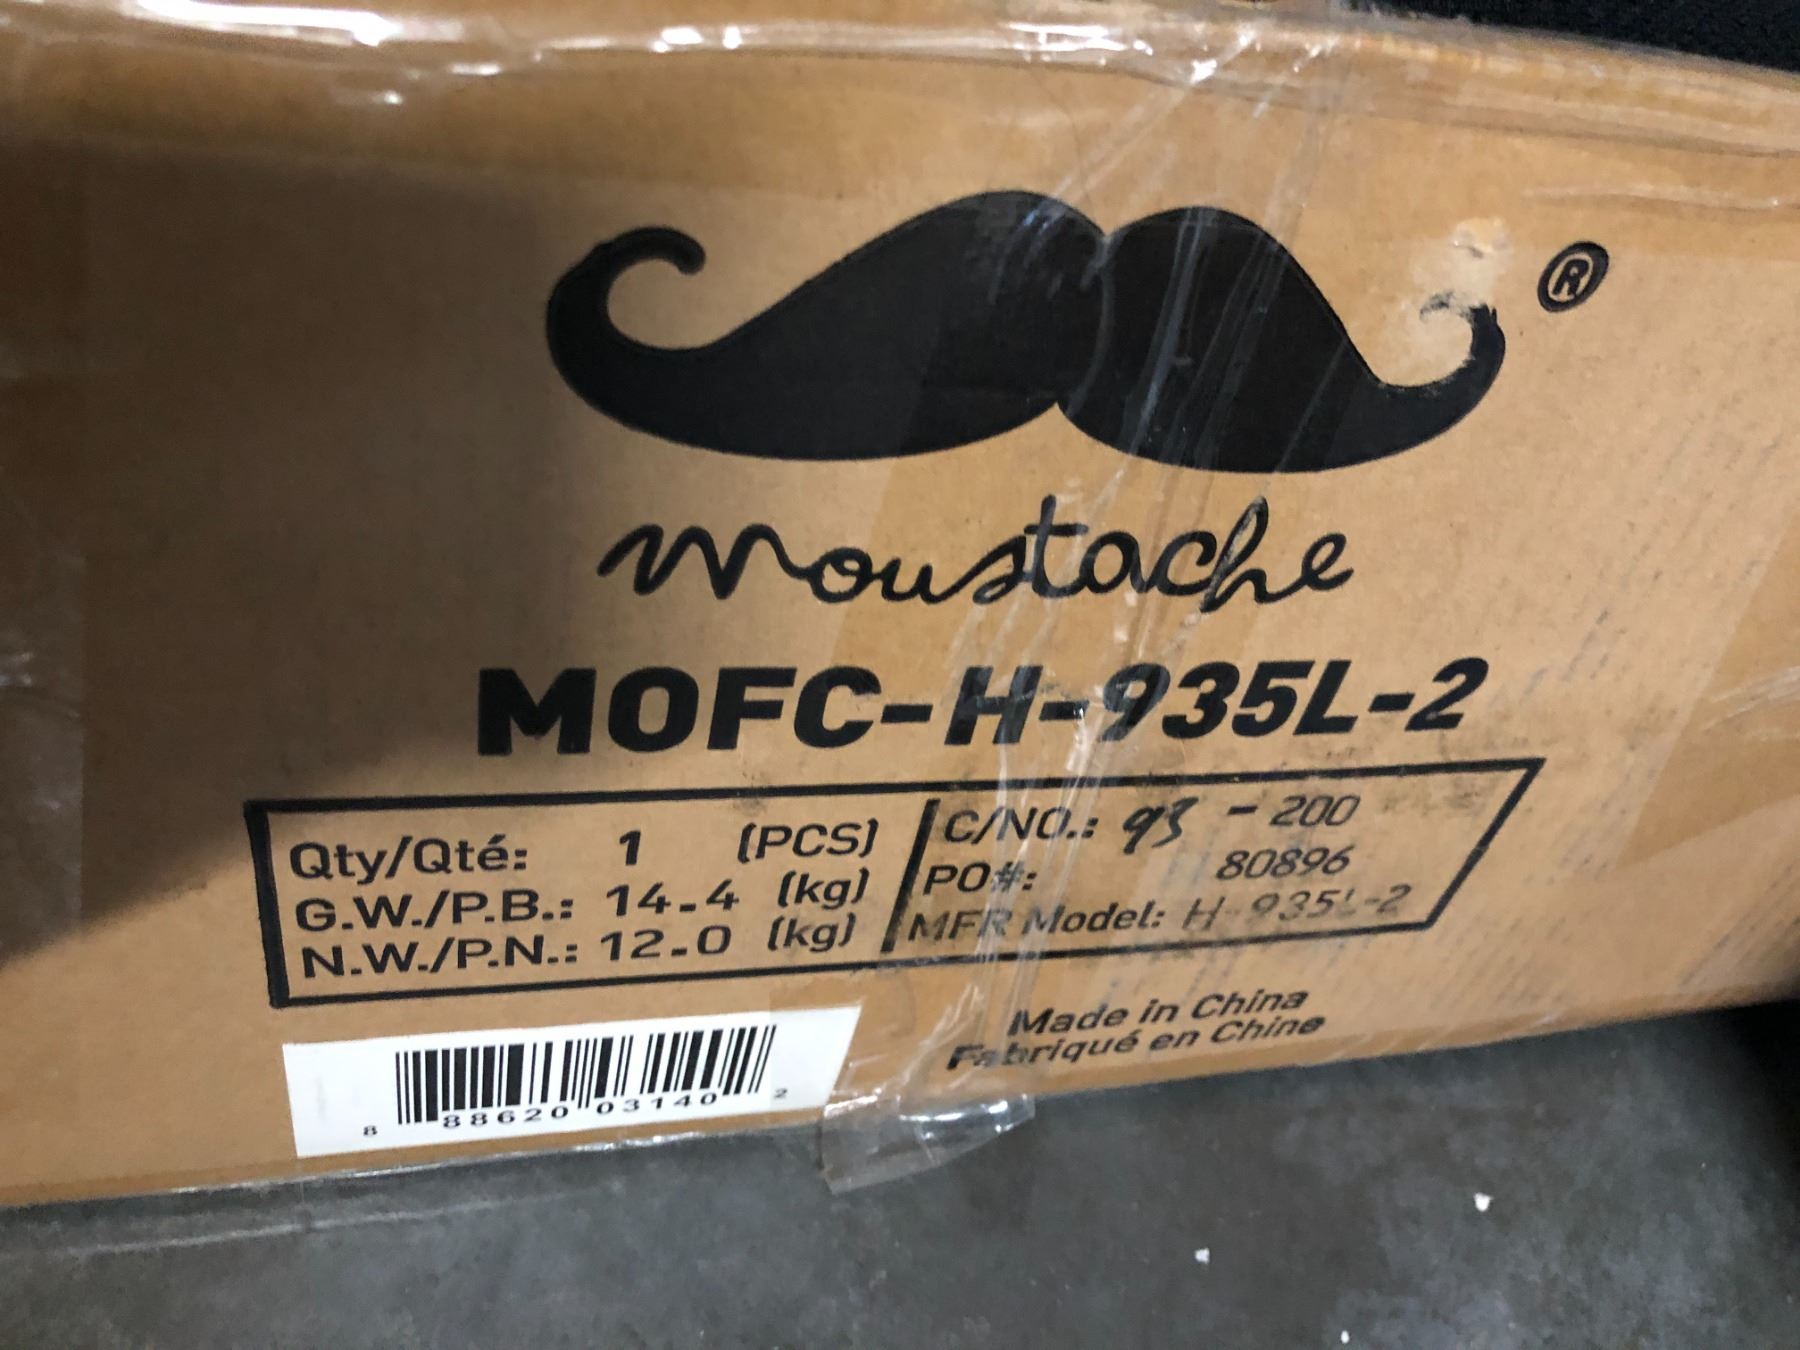 ®
Moustache
MOFC-H-935L-2
Qty/Qté: 1 (PCS)
G.W./P.B.: 14.4 (kg)
N.W./P.N.: 12.0 (kg)
C/NO.: 93 - 200
PO#: 80896
MFR Model: H-935L-2
Made in China
Fabriqué en Chine
8 88620 03140 2